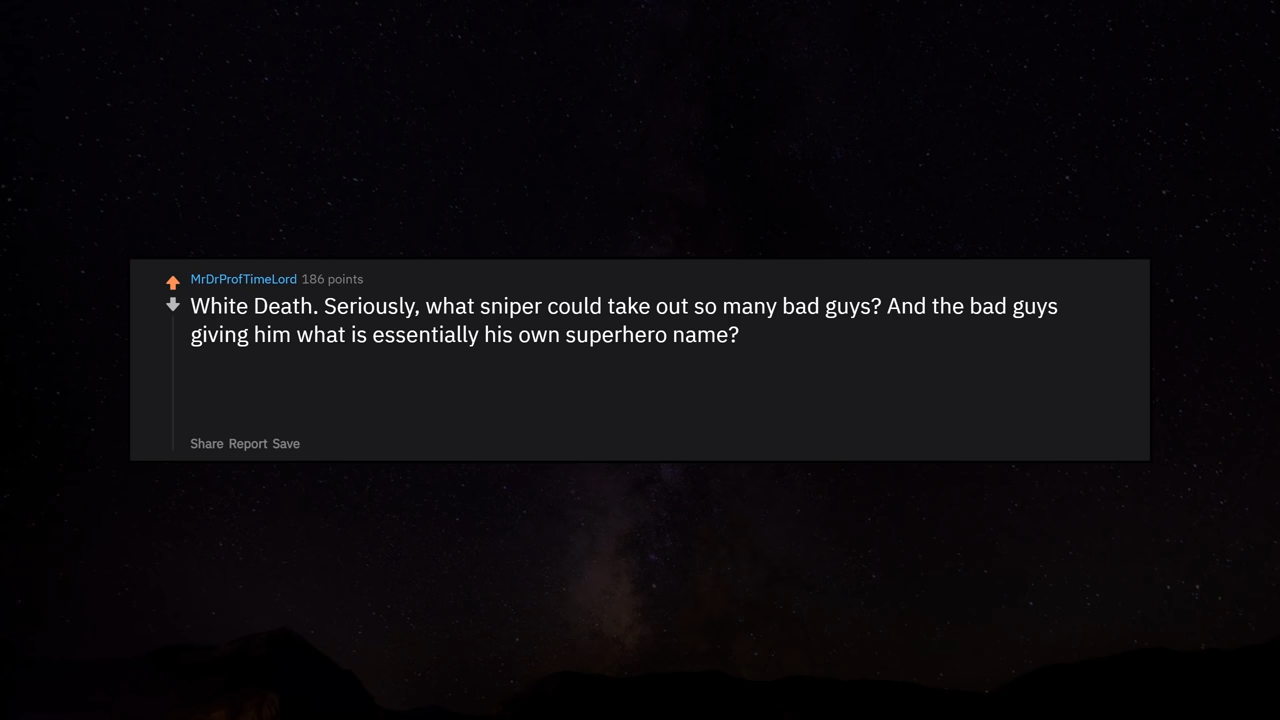 MrDrProfTimeLord 186 points
White Death. Seriously, what sniper could take out so many bad guys? And the bad guys
giving him what is essentially his own superhero name?
Share Report Save